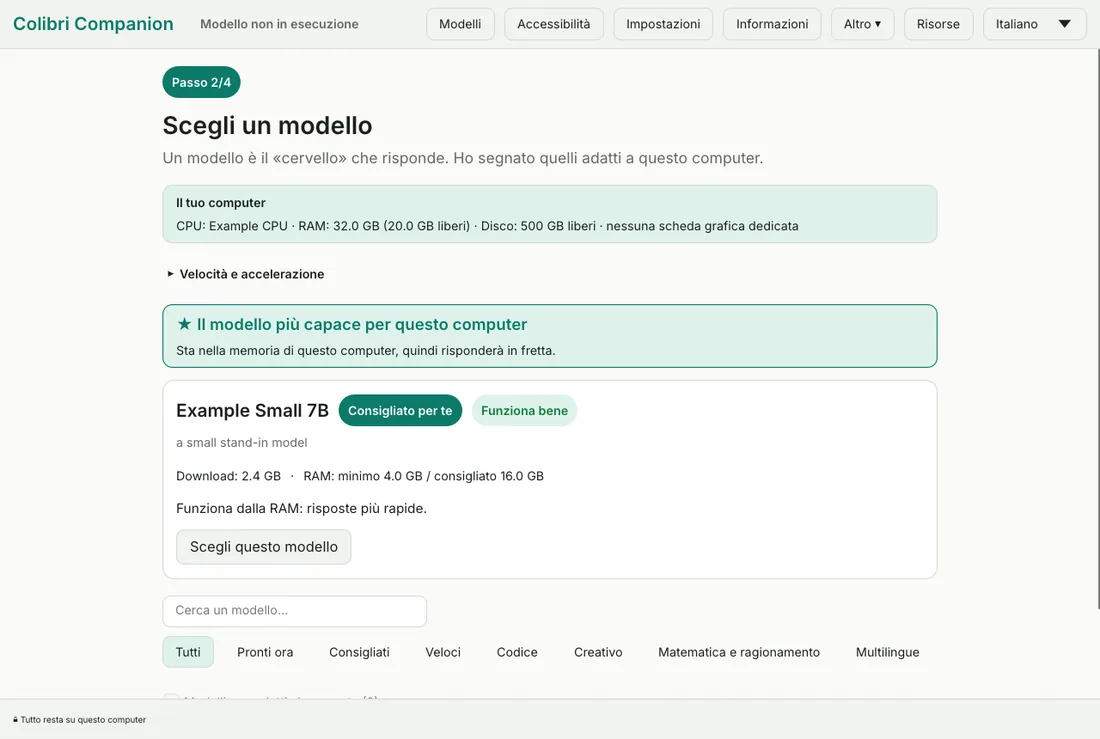 Colibri Companion
Modello non in esecuzione
Modelli
Accessibilità
Impostazioni
Informazioni
Altro ▾
Risorse
Italiano
Passo 2/4
Scegli un modello
Un modello è il «cervello» che risponde. Ho segnato quelli adatti a questo computer.
Il tuo computer
CPU: Example CPU · RAM: 32.0 GB (20.0 GB liberi) · Disco: 500 GB liberi · nessuna scheda grafica dedicata
▸ Velocità e accelerazione
★ Il modello più capace per questo computer
Sta nella memoria di questo computer, quindi risponderà in fretta.
Example Small 7B
Consigliato per te
Funziona bene
a small stand-in model
Download: 2.4 GB · RAM: minimo 4.0 GB / consigliato 16.0 GB
Funziona dalla RAM: risposte più rapide.
Scegli questo modello
Cerca un modello...
Tutti
Pronti ora
Consigliati
Veloci
Codice
Creativo
Matematica e ragionamento
Multilingue
Tutto resta su questo computer